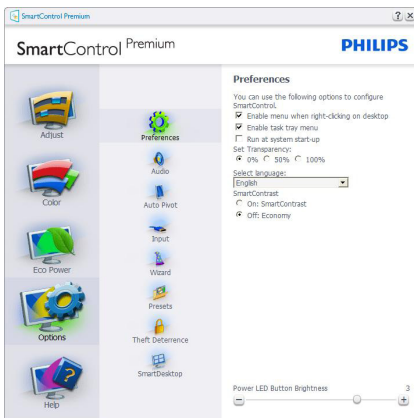 SmartControl Premium
SmartControl Premium
PHILIPS
Adjust
Color
Eco Power
Options
Help
Preferences
Audio
Auto Pivot
Input
Wizard
Presets
Theft Deterrence
SmartDesktop
Preferences
You can use the following options to configure
SmartControl.
Enable menu when right-clicking on desktop
Enable task tray menu
Run at system start-up
Set Transparency:
0% 50% 100%
Select language:
English
SmartContrast
On: SmartContrast
Off: Economy
Power LED Button Brightness 3